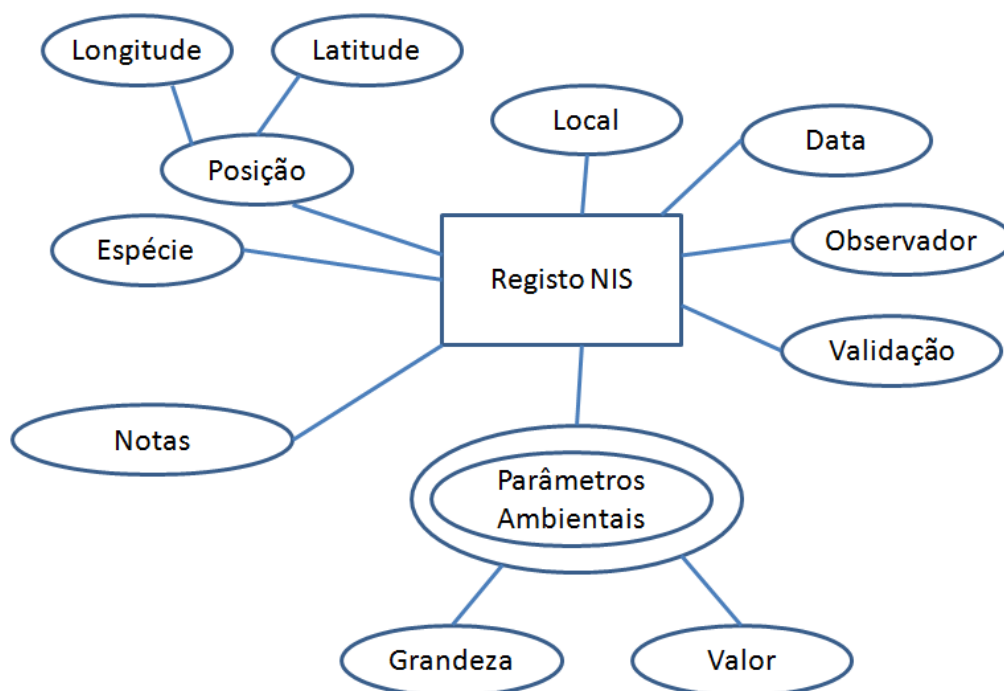 Longitude
Latitude
Local
Data
Posição
Espécie
Observador
Registo NIS
Validação
Notas
Parâmetros
Ambientais
Grandeza
Valor